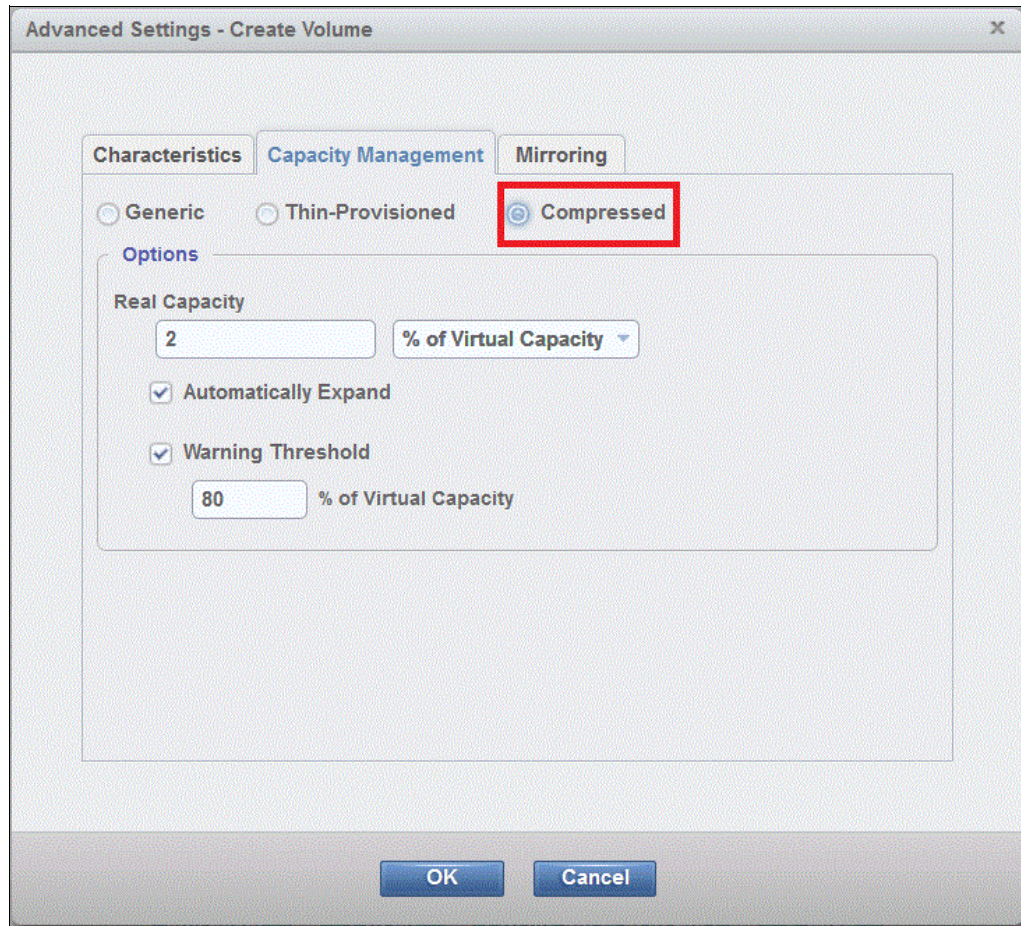 Advanced Settings - Create Volume x
Characteristics Capacity Management Mirroring
Generic Thin-Provisioned Compressed
Options
Real Capacity
2 % of Virtual Capacity
Automatically Expand
Warning Threshold
80 % of Virtual Capacity
OK Cancel